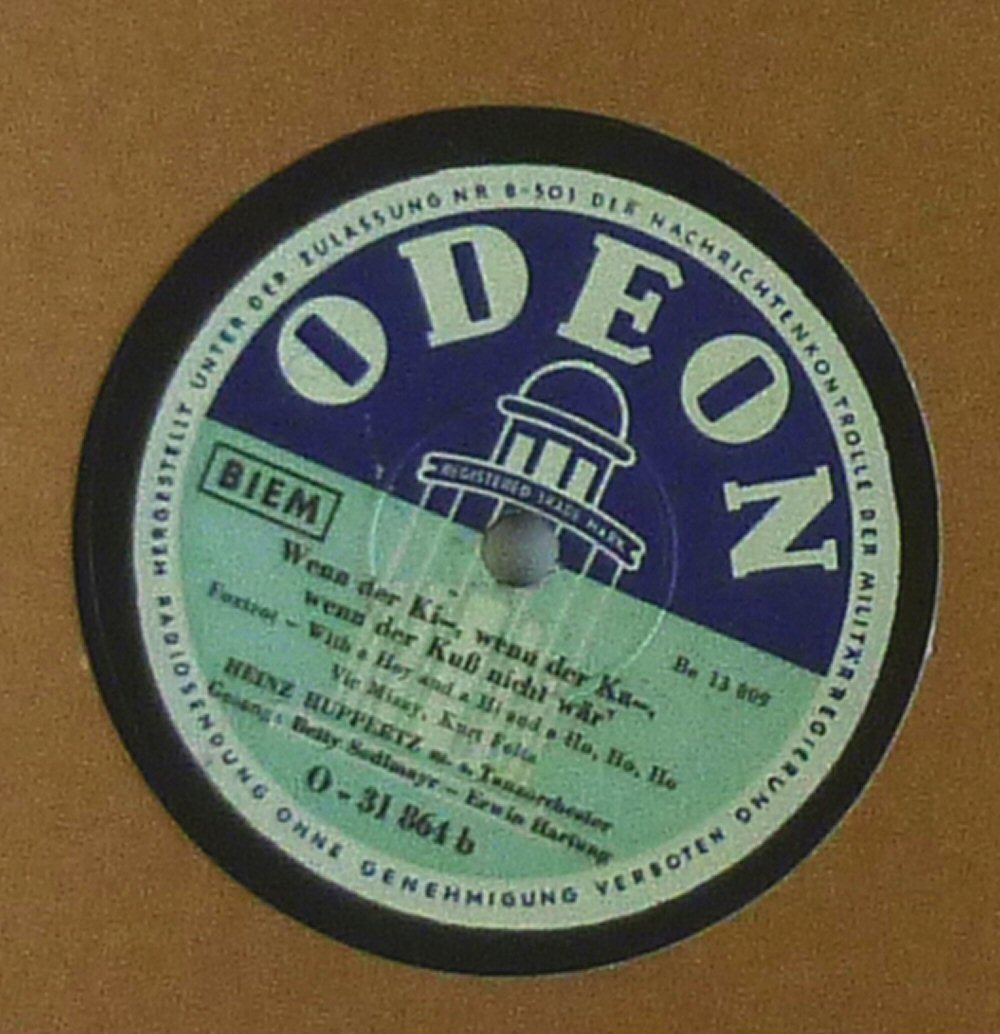 HERGESTELLT UNTER DER ZULASSUNG NR B-501 DER NACHRICHTENKONTROLLE DER MILITÄRREGIERUNG
ODEON
REGISTERED TRADE MARK
BIEM
Be 13 909
Wenn der Ki–, wenn der Ka–,
wenn der Kuß nicht wär'
Foxtrot – With a Hey and a Hi and a Ho, Ho, Ho
Vic Mizzy, Kurt Feltz
HEINZ HUPPERTZ m. s. Tanzorchester
Gesang: Betty Sedlmayr – Erwin Hartung
O - 31 864 b
RADIOSENDUNG OHNE GENEHMIGUNG VERBOTEN